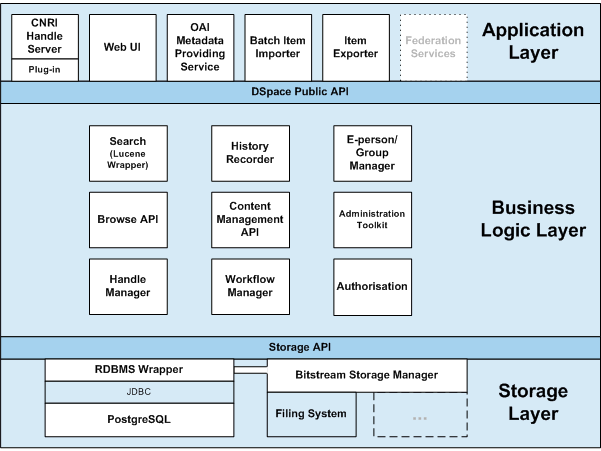 CNRI
Handle
Server
Plug-in
Web UI
OAI
Metadata
Providing
Service
Batch Item
Importer
Item
Exporter
Federation
Services
Application
Layer
DSpace Public API
Search
(Lucene
Wrapper)
History
Recorder
E-person/
Group
Manager
Browse API
Content
Management
API
Administration
Toolkit
Business
Logic Layer
Handle
Manager
Workflow
Manager
Authorisation
Storage API
RDBMS Wrapper
JDBC
PostgreSQL
Bitstream Storage Manager
Filing System
...
Storage
Layer